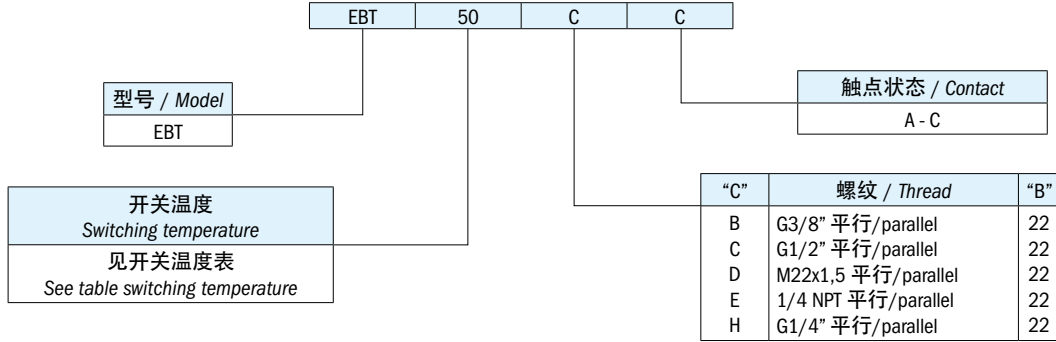 EBT 50 C C
型号 / Model
EBT
触点状态 / Contact
A - C
开关温度
Switching temperature
见开关温度表
See table switching temperature
“C” 螺纹 / Thread “B”
B G3/8” 平行/parallel 22
C G1/2” 平行/parallel 22
D M22x1,5 平行/parallel 22
E 1/4 NPT 平行/parallel 22
H G1/4” 平行/parallel 22